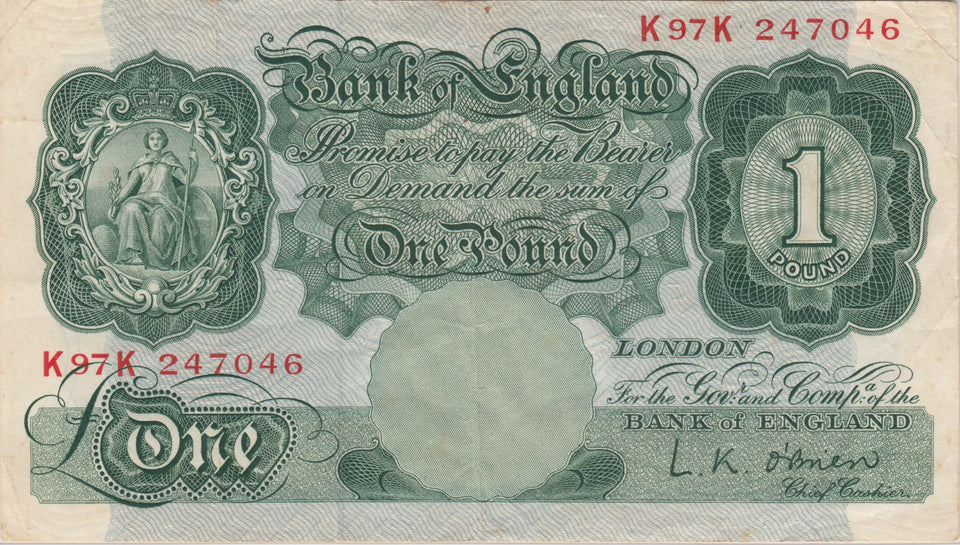 K97K 247046
Bank of England
Promise to pay the Bearer
on Demand the sum of
One Pound
1
POUND
K97K 247046
LONDON
For the Govr. and Compa. of the
BANK of ENGLAND
£One
L. K. O'Brien
Chief Cashier.